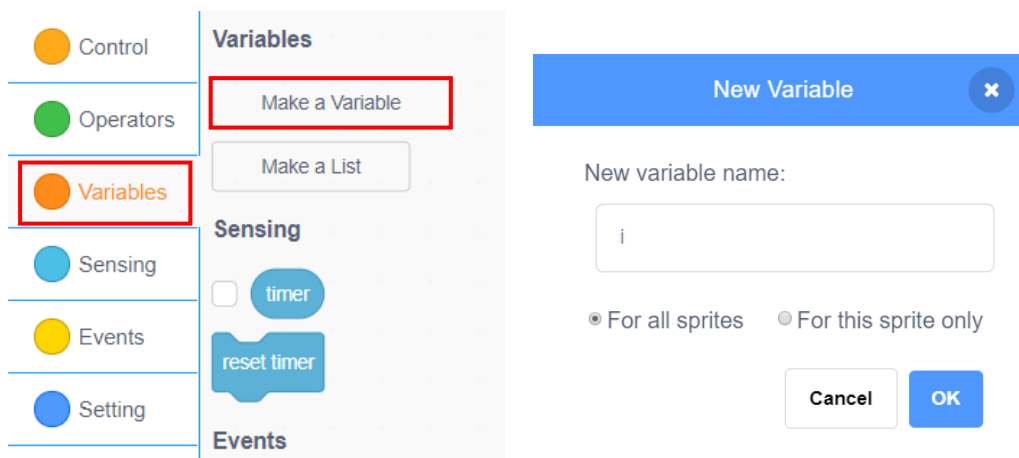 Control
Operators
Variables
Sensing
Events
Setting
Variables
Make a Variable
Make a List
Sensing
timer
reset timer
Events
New Variable
New variable name:
i
For all sprites For this sprite only
Cancel OK